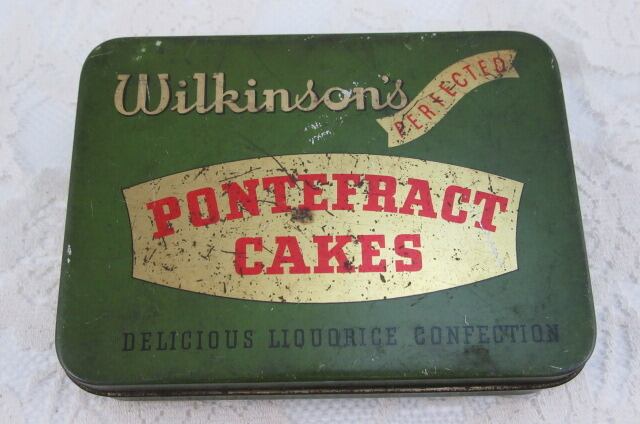 Wilkinson's
PERFECTED
PONTEFRACT
CAKES
DELICIOUS LIQUORICE CONFECTION